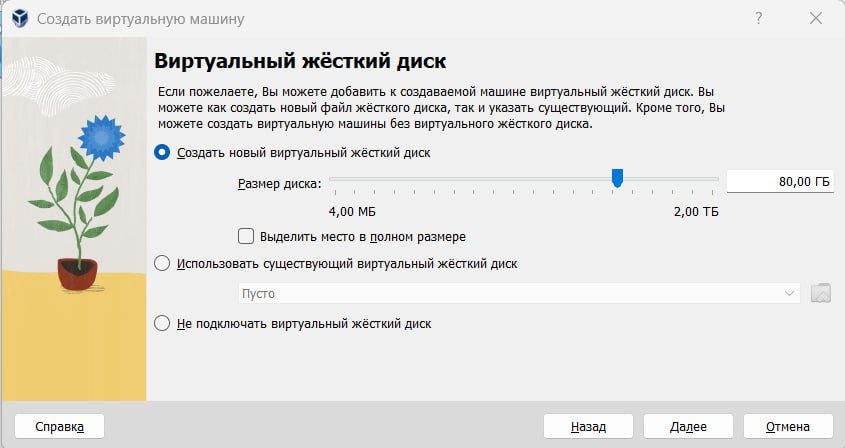 Создать виртуальную машину
Виртуальный жёсткий диск
Если пожелаете, Вы можете добавить к создаваемой машине виртуальный жёсткий диск. Вы
можете как создать новый файл жёсткого диска, так и указать существующий. Кроме того, Вы
можете создать виртуальную машины без виртуального жёсткого диска.
Создать новый виртуальный жёсткий диск
Размер диска:
80,00 ГБ
4,00 МБ
2,00 ТБ
Выделить место в полном размере
Использовать существующий виртуальный жёсткий диск
Пусто
Не подключать виртуальный жёсткий диск
Справка
Назад
Далее
Отмена